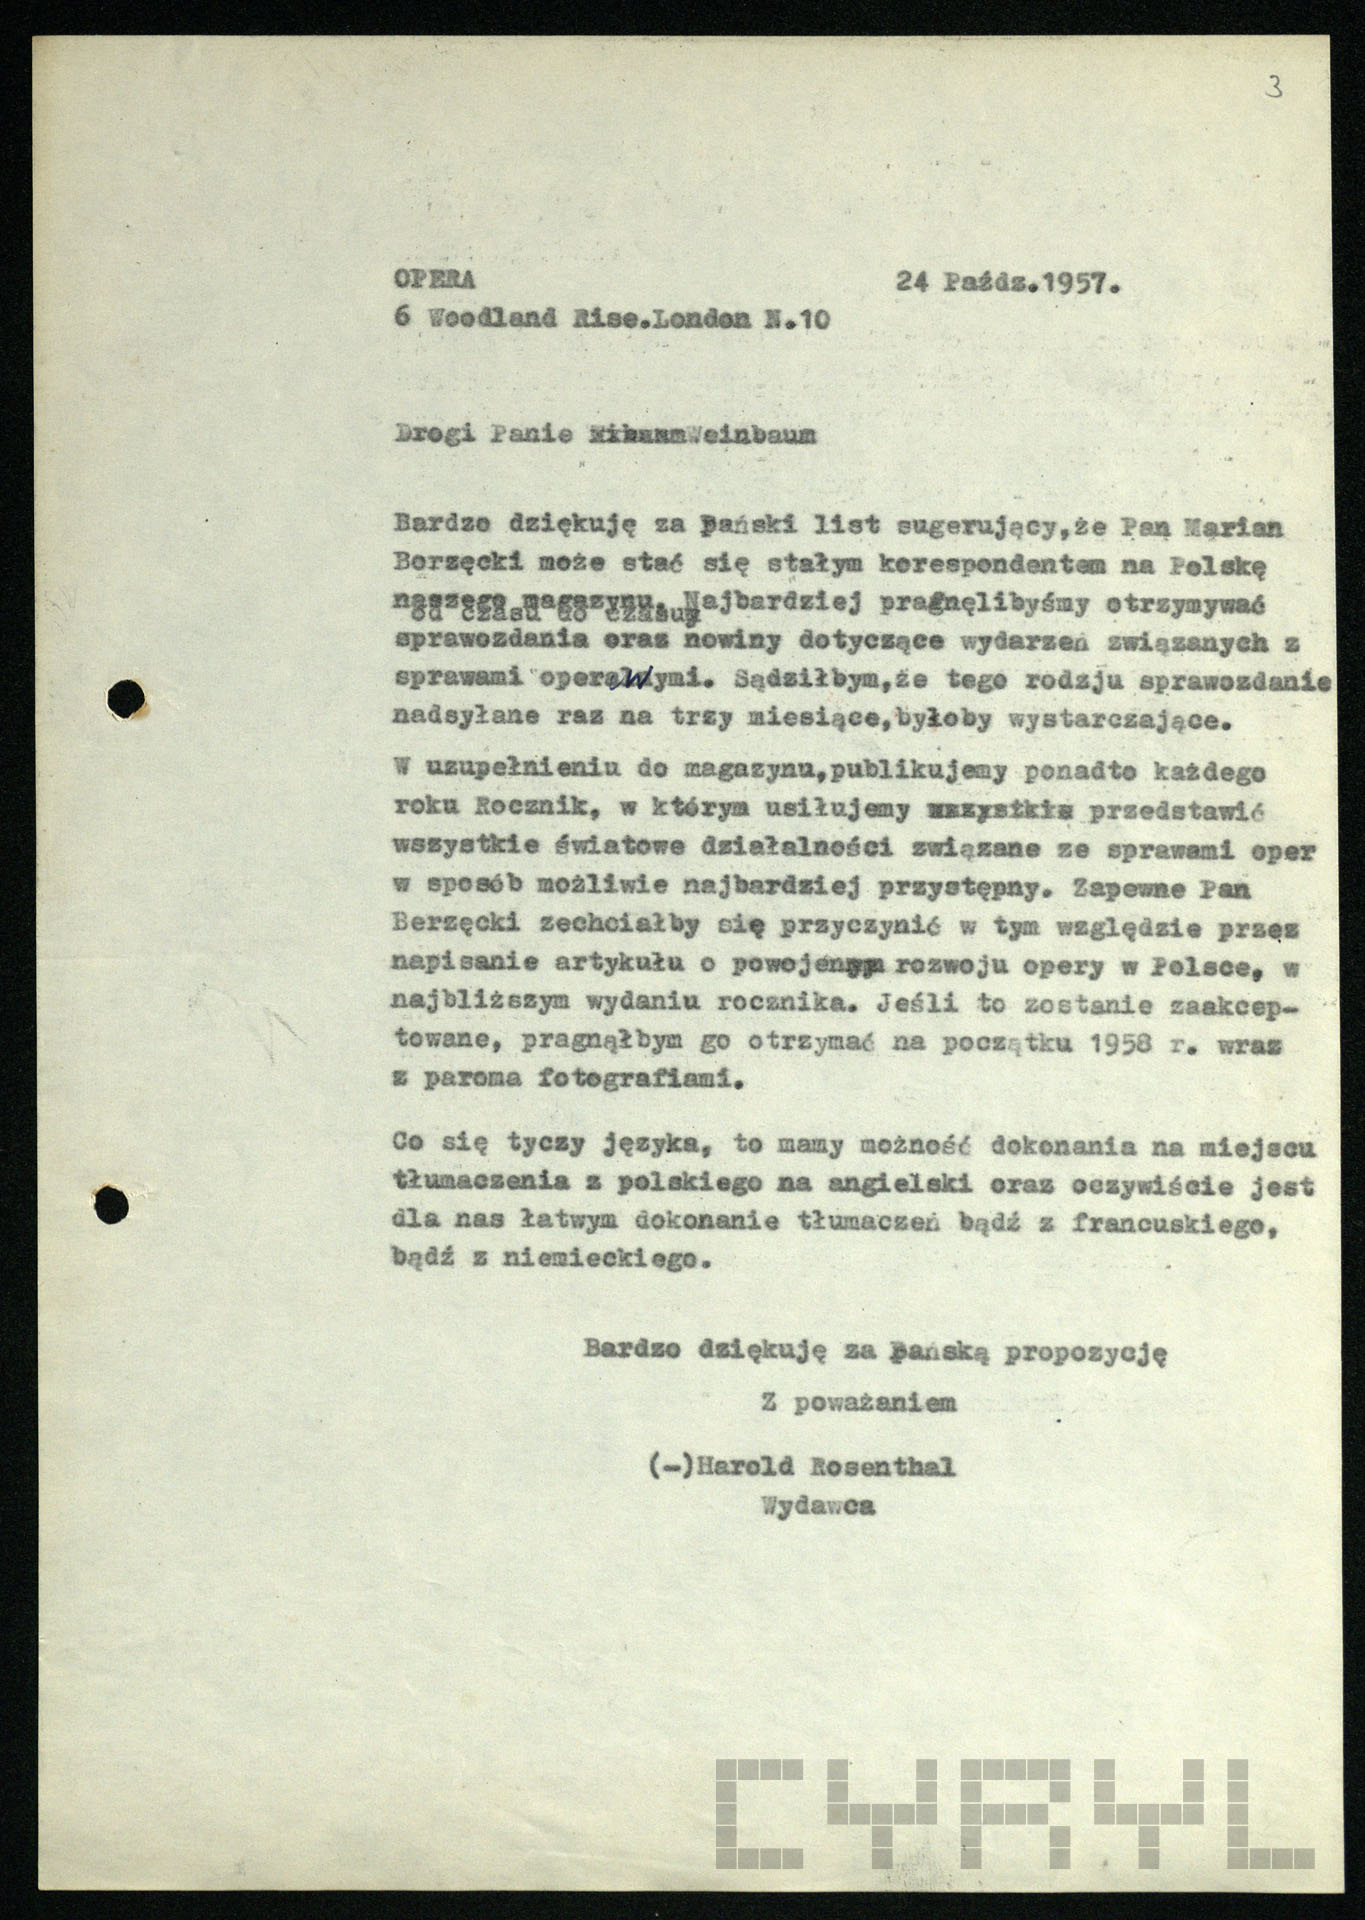 3
OPERA 24 Paźdz.1957.
6 Woodland Rise.London N.10
Drogi Panie Weinbaum
Bardzo dziękuję za Pański list sugerujący,że Pan Marian
Borzęcki może stać się stałym korespondentem na Polskę
naszego magazynu. Najbardziej pragnęlibyśmy otrzymywać
od czasu do czasu
sprawozdania oraz nowiny dotyczące wydarzeń związanych z
sprawami operowymi. Sądziłbym,że tego rodzju sprawozdanie
nadsyłane raz na trzy miesiące,byłoby wystarczające.
W uzupełnieniu do magazynu,publikujemy ponadto każdego
roku Rocznik, w którym usiłujemy wszystkie przedstawić
wszystkie światowe działalności związane ze sprawami oper
w sposób możliwie najbardziej przystępny. Zapewne Pan
Berzęcki zechciałby się przyczynić w tym względzie przez
napisanie artykułu o powojennym rozwoju opery w Polsce, w
najbliższym wydaniu rocznika. Jeśli to zostanie zaakcep-
towane, pragnąłbym go otrzymać na początku 1958 r. wraz
z paroma fotografiami.
Co się tyczy języka, to mamy możność dokonania na miejscu
tłumaczenia z polskiego na angielski oraz oczywiście jest
dla nas łatwym dokonanie tłumaczeń bądź z francuskiego,
bądź z niemieckiego.
Bardzo dziękuję za Pańską propozycję
Z poważaniem
(-)Harold Rosenthal
Wydawca
CYRYL